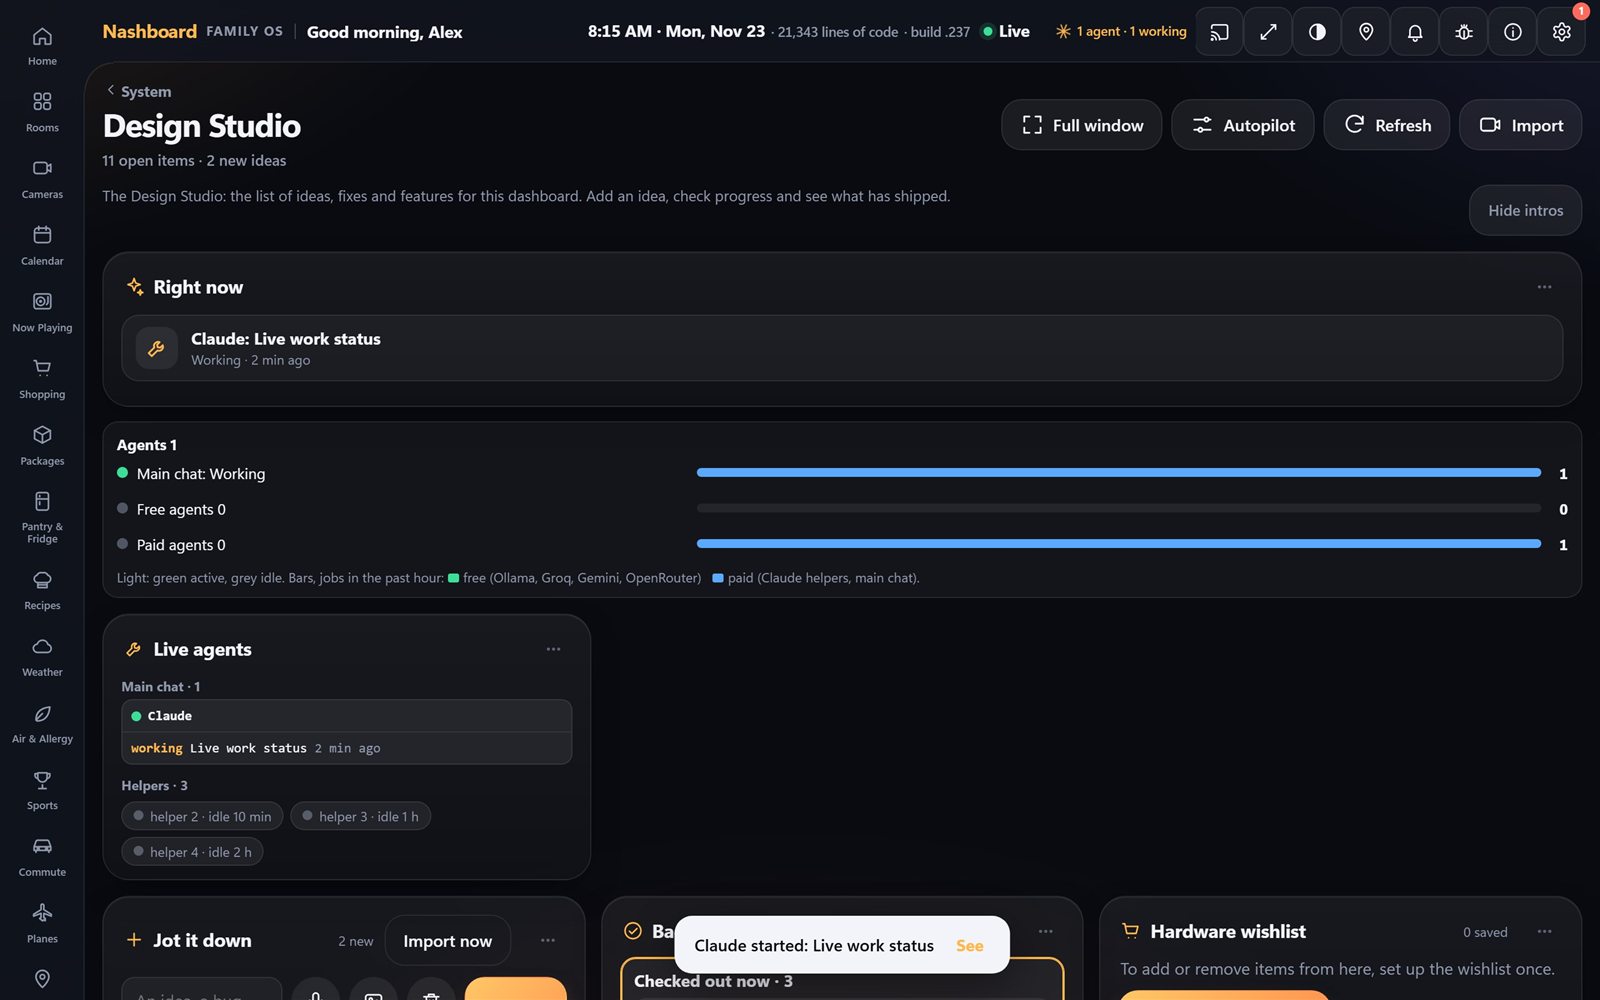 Nashboard FAMILY OS Good morning, Alex
8:15 AM · Mon, Nov 23 · 21,343 lines of code · build .237 Live
1 agent · 1 working
1
Home
Rooms
Cameras
Calendar
Now Playing
Shopping
Packages
Pantry &
Fridge
Recipes
Weather
Air & Allergy
Sports
Commute
Planes
System
Design Studio
11 open items · 2 new ideas
Full window
Autopilot
Refresh
Import
The Design Studio: the list of ideas, fixes and features for this dashboard. Add an idea, check progress and see what has shipped.
Hide intros
Right now
Claude: Live work status
Working · 2 min ago
Agents 1
Main chat: Working 1
Free agents 0 0
Paid agents 0 1
Light: green active, grey idle. Bars, jobs in the past hour: free (Ollama, Groq, Gemini, OpenRouter) paid (Claude helpers, main chat).
Live agents
Main chat · 1
Claude
working Live work status 2 min ago
Helpers · 3
helper 2 · idle 10 min
helper 3 · idle 1 h
helper 4 · idle 2 h
Jot it down
2 new
Import now
Ba
Checked out now · 3
Claude started: Live work status See
Hardware wishlist
0 saved
To add or remove items from here, set up the wishlist once.